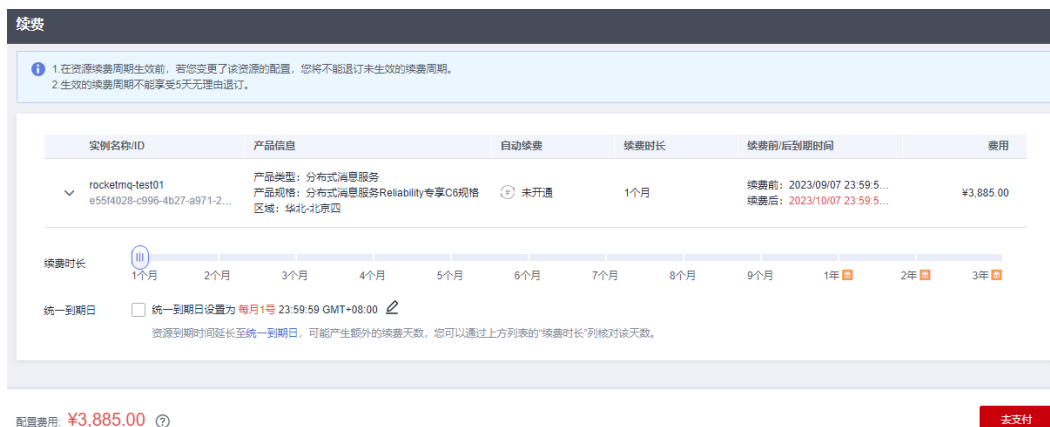 续费
1.在资源续费周期生效前，若您变更了该资源的配置，您将不能退订未生效的续费周期。
2.生效的续费周期不能享受5天无理由退订。
实例名称/ID 产品信息 自动续费 续费时长 续费前/后到期时间 费用
rocketmq-test01
e55f4028-c996-4b27-a971-2...
产品类型：分布式消息服务
产品规格：分布式消息服务Reliability专享C6规格
区域：华北-北京四
未开通
1个月
续费前：2023/09/07 23:59:5...
续费后：2023/10/07 23:59:5...
¥3,885.00
续费时长
1个月 2个月 3个月 4个月 5个月 6个月 7个月 8个月 9个月 1年 2年 3年
统一到期日 统一到期日设置为 每月1号 23:59:59 GMT+08:00
资源到期时间延长至统一到期日，可能产生额外的续费天数，您可以通过上方列表的“续费时长”列核对该天数。
配置费用: ¥3,885.00
去支付